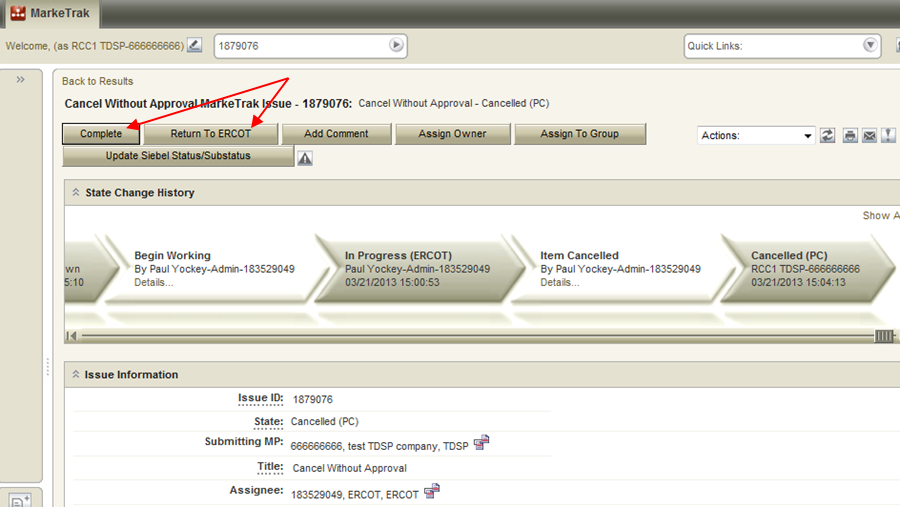 MarkeTrak
Welcome, (as RCC1 TDSP-666666666)
1879076
Quick Links:
Back to Results
Cancel Without Approval MarkeTrak Issue - 1879076: Cancel Without Approval - Cancelled (PC)
Complete
Return To ERCOT
Add Comment
Assign Owner
Assign To Group
Actions:
Update Siebel Status/Substatus
State Change History
Show A
wn
5:10
Begin Working
By Paul Yockey-Admin-183529049
Details...
In Progress (ERCOT)
Paul Yockey-Admin-183529049
03/21/2013 15:00:53
Item Cancelled
By Paul Yockey-Admin-183529049
Details...
Cancelled (PC)
RCC1 TDSP-666666666
03/21/2013 15:04:13
Issue Information
Issue ID: 1879076
State: Cancelled (PC)
Submitting MP: 666666666, test TDSP company, TDSP
Title: Cancel Without Approval
Assignee: 183529049, ERCOT, ERCOT